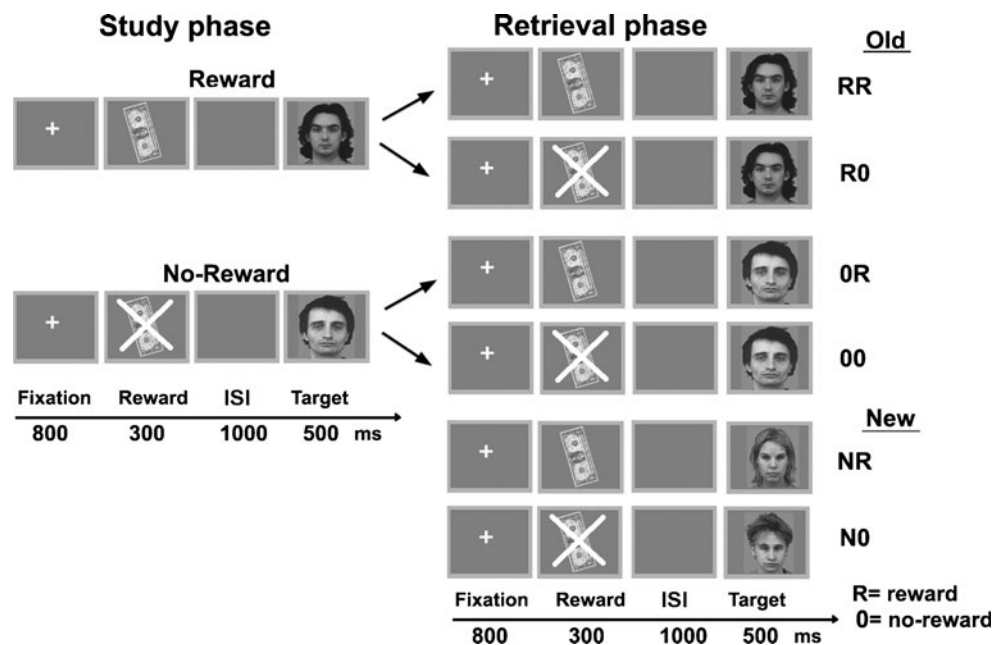 Study phase
Retrieval phase
Old
Reward
RR
R0
No-Reward
0R
00
Fixation Reward ISI Target
800 300 1000 500 ms
New
NR
N0
Fixation Reward ISI Target
800 300 1000 500 ms
R= reward
0= no-reward